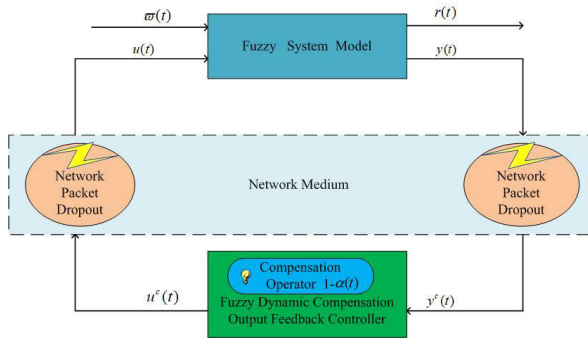 ϖ(t)
r(t)
Fuzzy System Model
u(t)
y(t)
Network
Packet
Dropout
Network Medium
Network
Packet
Dropout
Compensation
Operator 1-α(t)
u^c(t)
Fuzzy Dynamic Compensation
Output Feedback Controller
y^c(t)